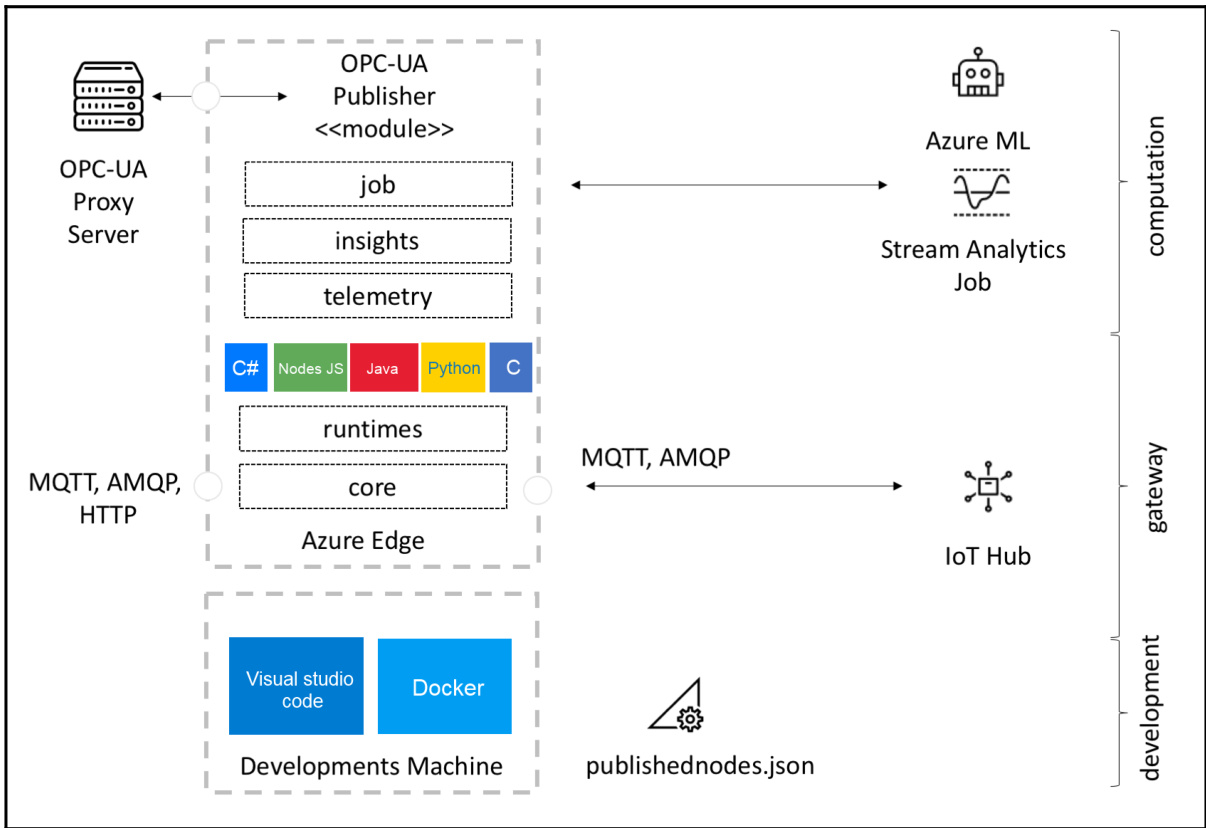 OPC-UA
Proxy
Server
OPC-UA
Publisher
<<module>>
job
insights
telemetry
C#
Nodes JS
Java
Python
C
runtimes
core
Azure Edge
MQTT, AMQP,
HTTP
MQTT, AMQP
Azure ML
Stream Analytics
Job
IoT Hub
computation
gateway
development
Visual studio
code
Docker
Developments Machine
publishednodes.json